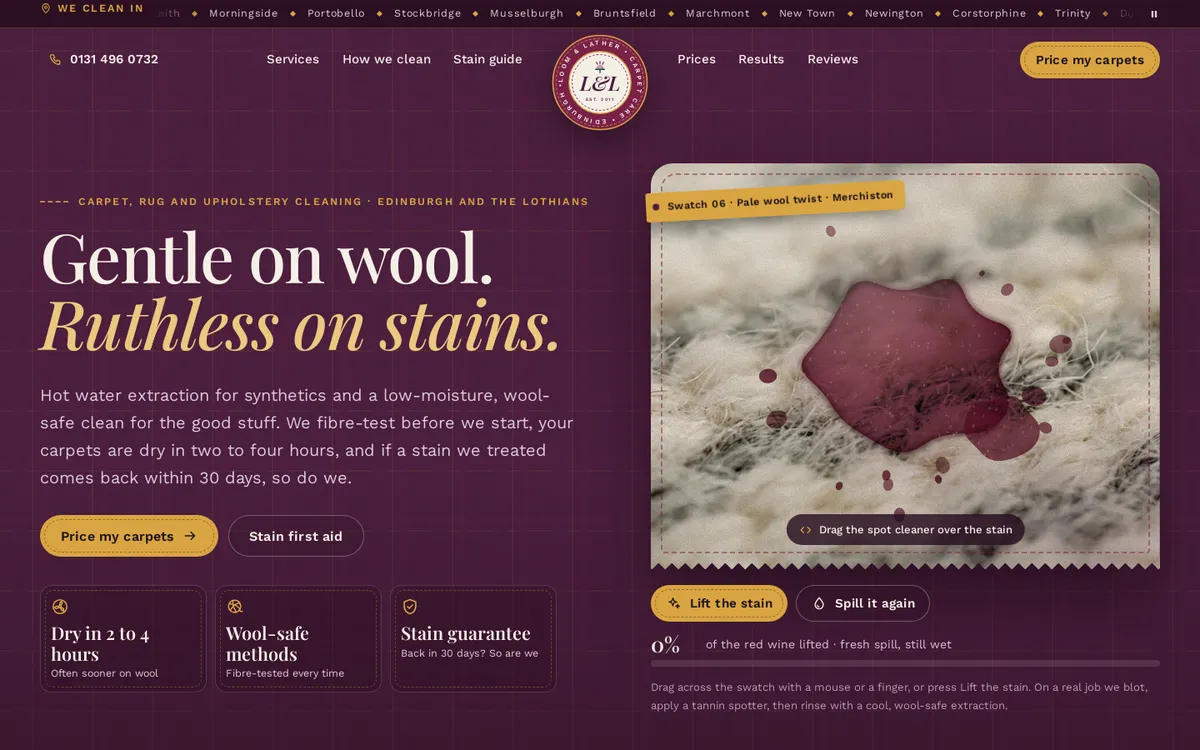 WE CLEAN IN
Morningside ◆ Portobello ◆ Stockbridge ◆ Musselburgh ◆ Bruntsfield ◆ Marchmont ◆ New Town ◆ Newington ◆ Corstorphine ◆ Trinity ◆
0131 496 0732
Services
How we clean
Stain guide
LOOM & LATHER • CARPET CARE • EDINBURGH •
L&L
EST. 2011
Prices
Results
Reviews
Price my carpets
CARPET, RUG AND UPHOLSTERY CLEANING · EDINBURGH AND THE LOTHIANS
Gentle on wool.
Ruthless on stains.
Hot water extraction for synthetics and a low-moisture, wool-
safe clean for the good stuff. We fibre-test before we start, your
carpets are dry in two to four hours, and if a stain we treated
comes back within 30 days, so do we.
Price my carpets →
Stain first aid
Dry in 2 to 4
hours
Often sooner on wool
Wool-safe
methods
Fibre-tested every time
Stain guarantee
Back in 30 days? So are we
Swatch 06 · Pale wool twist · Merchiston
Drag the spot cleaner over the stain
Lift the stain
Spill it again
0%
of the red wine lifted · fresh spill, still wet
Drag across the swatch with a mouse or a finger, or press Lift the stain. On a real job we blot,
apply a tannin spotter, then rinse with a cool, wool-safe extraction.